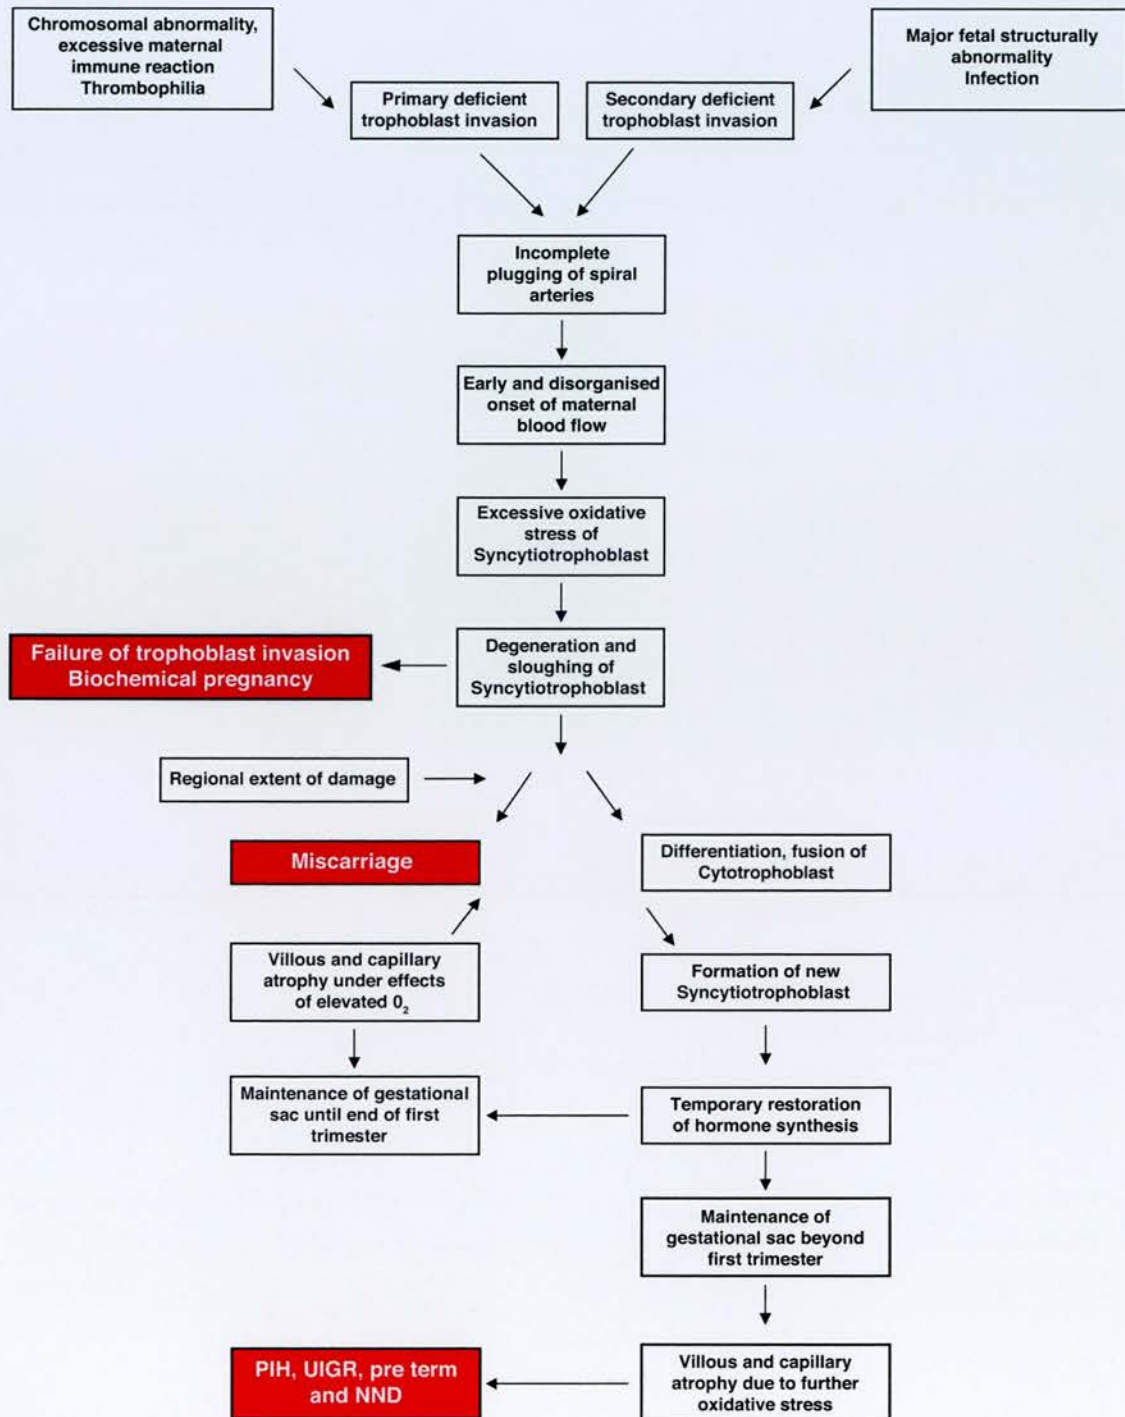 Chromosomal abnormality,
excessive maternal
immune reaction
Thrombophilia
Major fetal structurally
abnormality
Infection
Primary deficient
trophoblast invasion
Secondary deficient
trophoblast invasion
Incomplete
plugging of spiral
arteries
Early and disorganised
onset of maternal
blood flow
Excessive oxidative
stress of
Syncytiotrophoblast
Degeneration and
sloughing of
Syncytiotrophoblast
Failure of trophoblast invasion
Biochemical pregnancy
Regional extent of damage
Miscarriage
Differentiation, fusion of
Cytotrophoblast
Villous and capillary
atrophy under effects
of elevated 0₂
Formation of new
Syncytiotrophoblast
Maintenance of gestational
sac until end of first
trimester
Temporary restoration
of hormone synthesis
Maintenance of
gestational sac beyond
first trimester
PIH, UIGR, pre term
and NND
Villous and capillary
atrophy due to further
oxidative stress